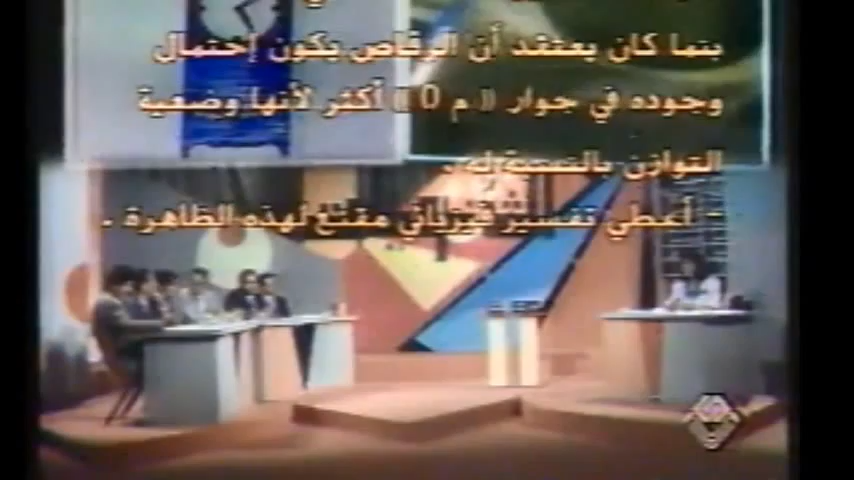 بنما كان يعتقد أن الرقاص يكون إحتمال
وجوده في جوار (( م 0 )) أكثر لأنها وضعية
التوازن بالنسبة له .
- أعطي تفسير فيزيائي مقنع لهذه الظاهرة .